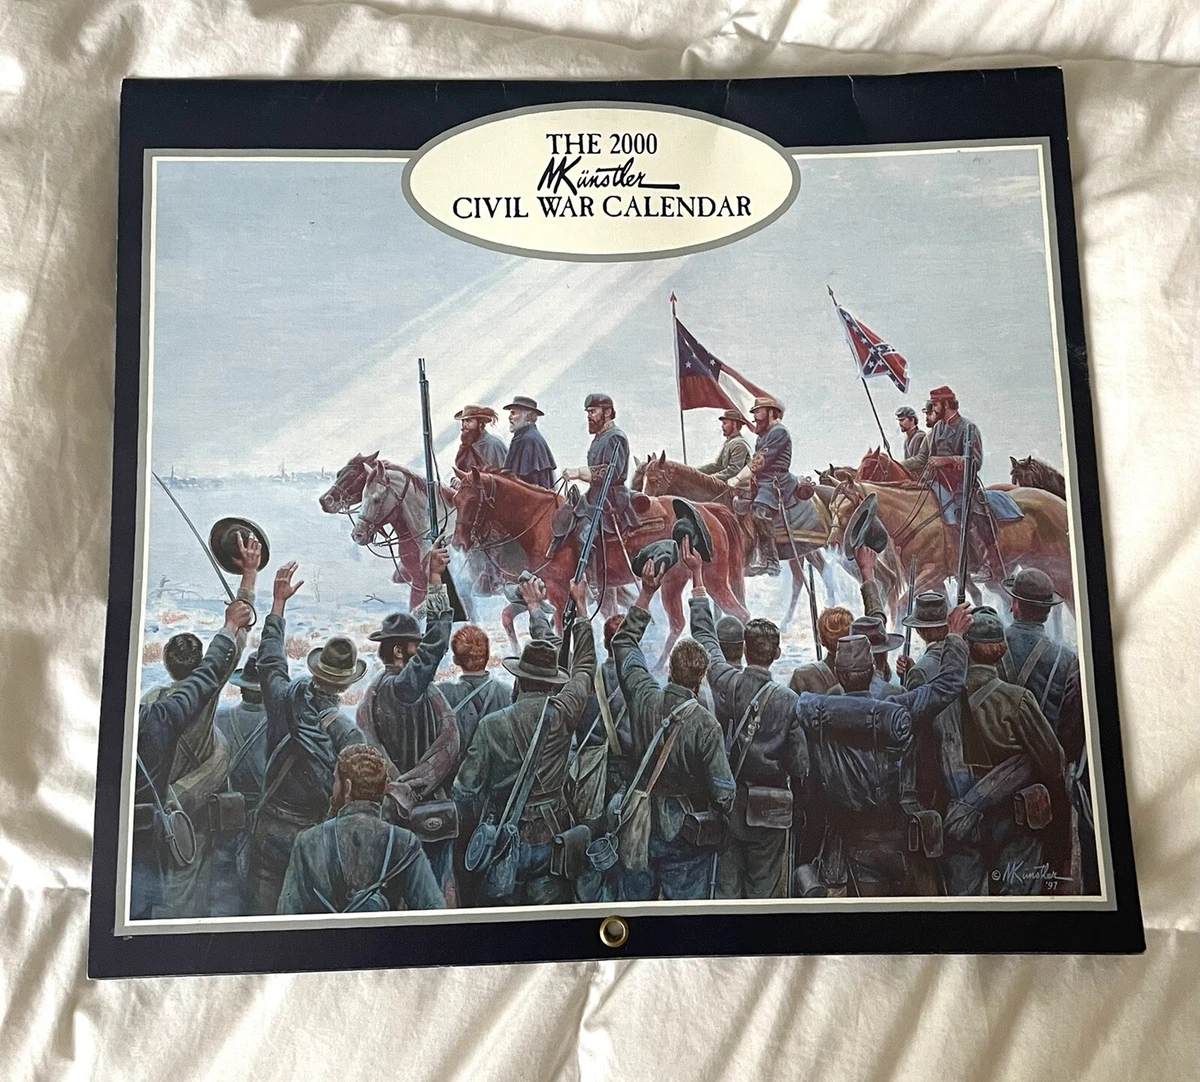 THE 2000
MKünstler
CIVIL WAR CALENDAR
© MKünstler
'97